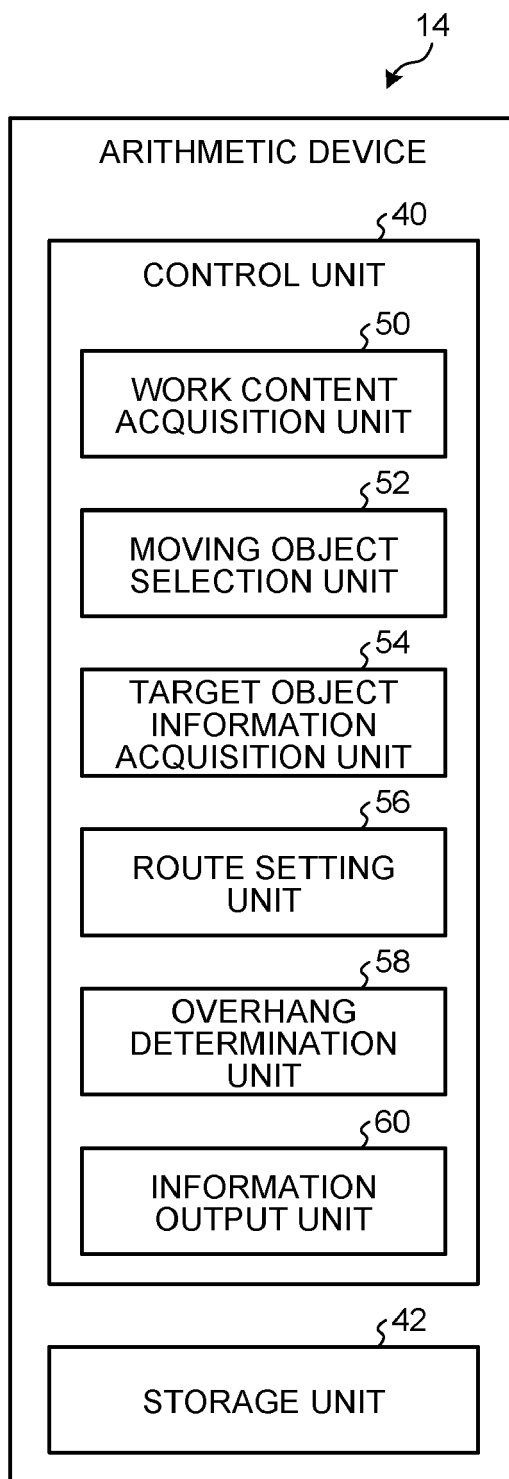 14
ARITHMETIC DEVICE
40
CONTROL UNIT
50
WORK CONTENT
ACQUISITION UNIT
52
MOVING OBJECT
SELECTION UNIT
54
TARGET OBJECT
INFORMATION
ACQUISITION UNIT
56
ROUTE SETTING
UNIT
58
OVERHANG
DETERMINATION
UNIT
60
INFORMATION
OUTPUT UNIT
42
STORAGE UNIT